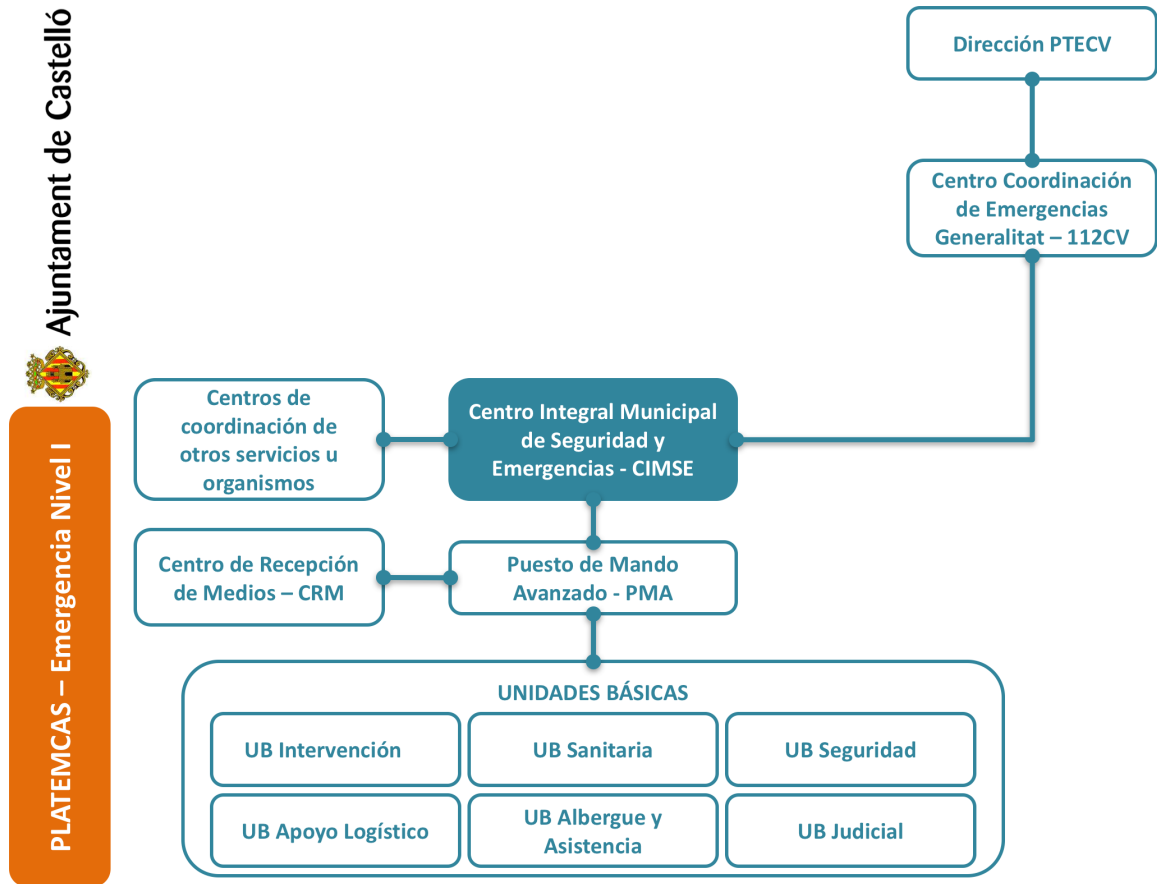 Ajuntament de Castelló
PLATEMCAS – Emergencia Nivel I
Dirección PTECV
Centro Coordinación
de Emergencias
Generalitat – 112CV
Centros de
coordinación de
otros servicios u
organismos
Centro Integral Municipal
de Seguridad y
Emergencias - CIMSE
Centro de Recepción
de Medios – CRM
Puesto de Mando
Avanzado - PMA
UNIDADES BÁSICAS
UB Intervención
UB Sanitaria
UB Seguridad
UB Apoyo Logístico
UB Albergue y
Asistencia
UB Judicial